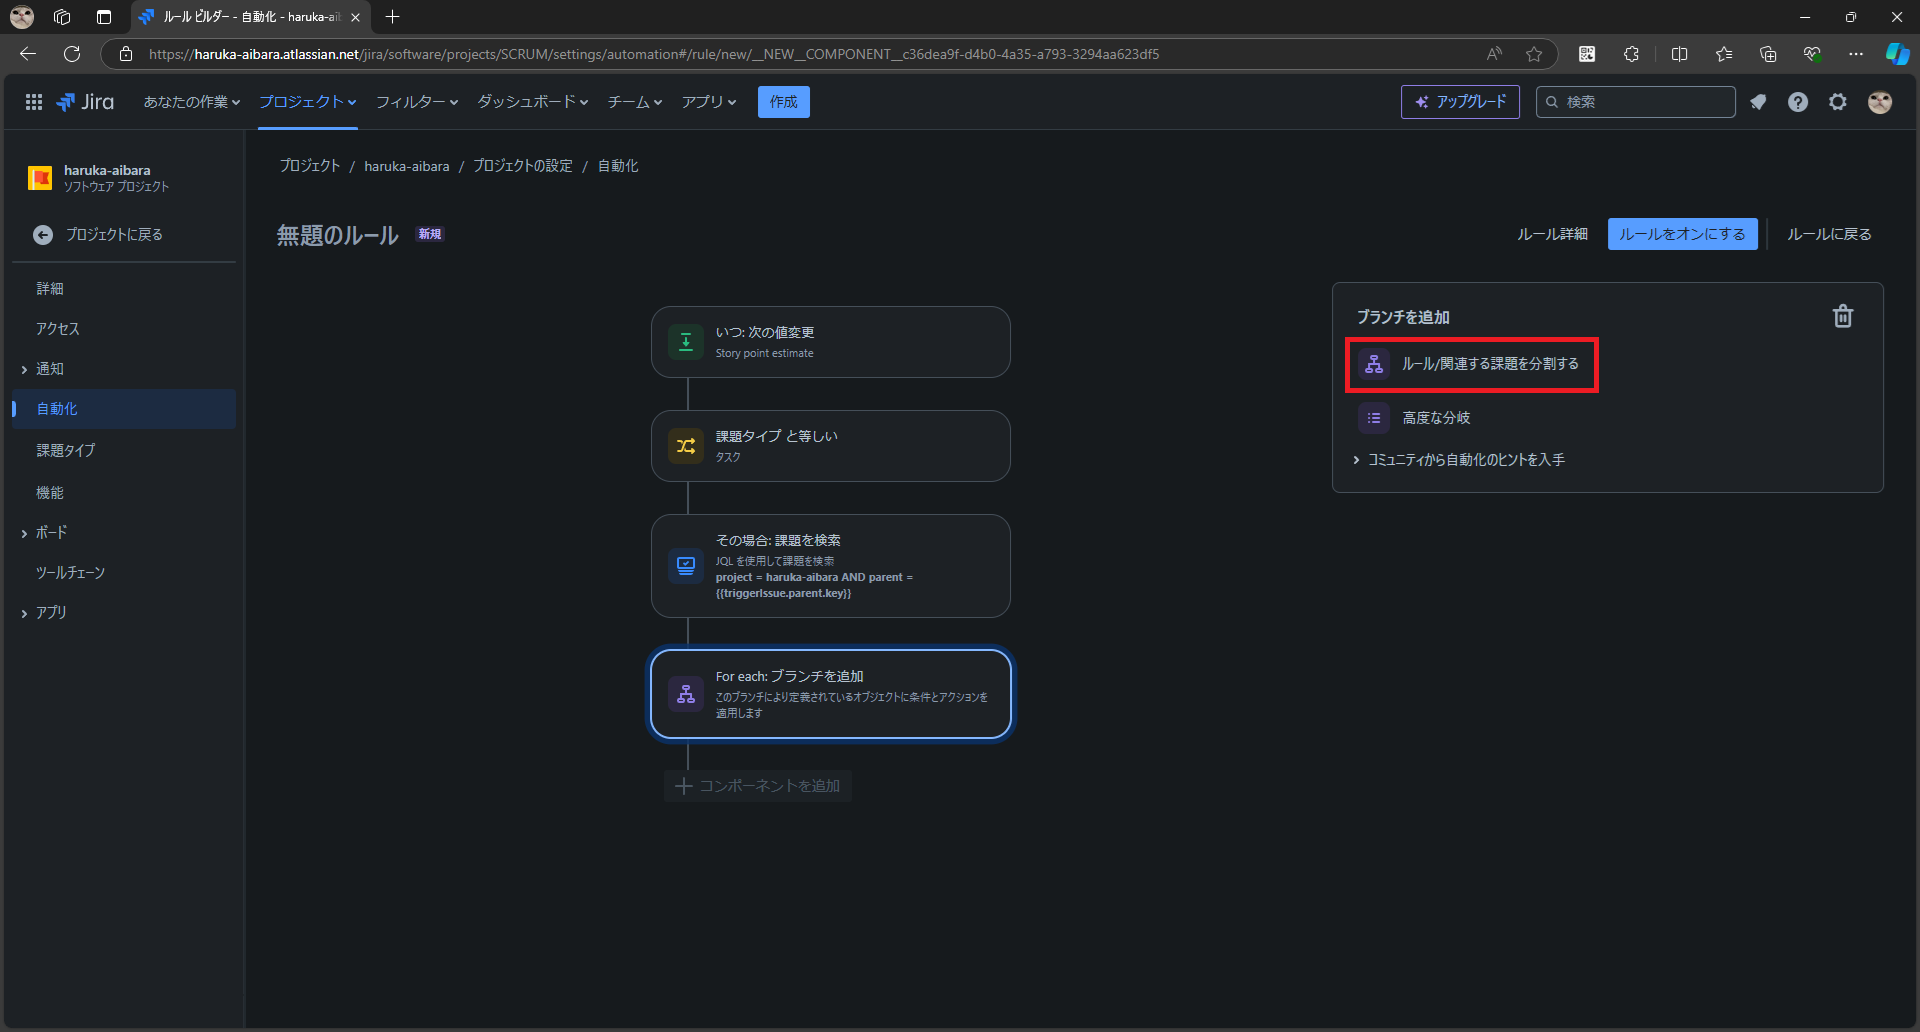 ルール ビルダー - 自動化 - haruka-ai
https://haruka-aibara.atlassian.net/jira/software/projects/SCRUM/settings/automation#/rule/new/__NEW__COMPONENT__c36dea9f-d4b0-4a35-a793-3294aa623df5
Jira
あなたの作業
プロジェクト
フィルター
ダッシュボード
チーム
アプリ
作成
アップグレード
検索
haruka-aibara
ソフトウェア プロジェクト
プロジェクトに戻る
詳細
アクセス
通知
自動化
課題タイプ
機能
ボード
ツールチェーン
アプリ
プロジェクト / haruka-aibara / プロジェクトの設定 / 自動化
無題のルール 新規
ルール詳細
ルールをオンにする
ルールに戻る
いつ: 次の値変更
Story point estimate
課題タイプ と等しい
タスク
その場合: 課題を検索
JQL を使用して課題を検索
project = haruka-aibara AND parent =
{{triggerIssue.parent.key}}
For each: ブランチを追加
このブランチにより定義されているオブジェクトに条件とアクションを
適用します
コンポーネントを追加
ブランチを追加
ルール/関連する課題を分割する
高度な分岐
コミュニティから自動化のヒントを入手